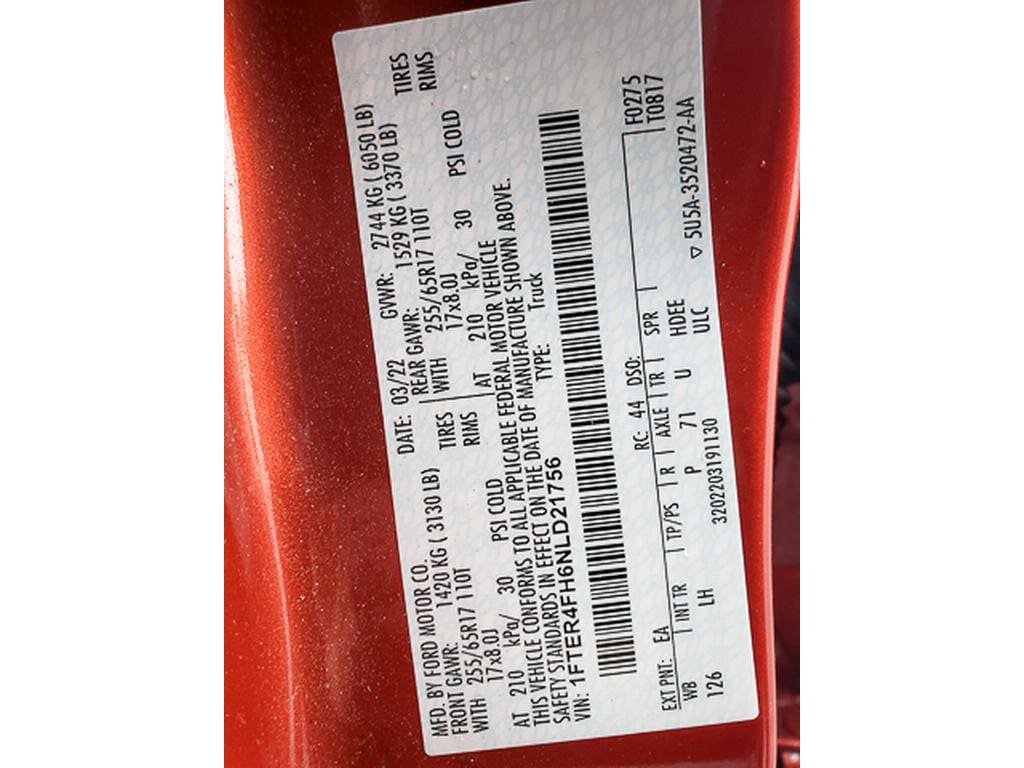 MFD. BY FORD MOTOR CO. DATE: 03/22 GVWR: 2744 KG ( 6050 LB)
FRONT GAWR: 1420 KG ( 3130 LB) REAR GAWR: 1529 KG ( 3370 LB)
WITH 255/65R17 110T TIRES WITH 255/65R17 110T TIRES
17x8.0J RIMS 17x8.0J RIMS
AT 210 kPa/ 30 PSI COLD AT 210 kPa/ 30 PSI COLD
THIS VEHICLE CONFORMS TO ALL APPLICABLE FEDERAL MOTOR VEHICLE
SAFETY STANDARDS IN EFFECT ON THE DATE OF MANUFACTURE SHOWN ABOVE.
VIN: 1FTER4FH6NLD21756 TYPE: Truck
F0275
T0817
EXT PNT: EA RC: 44 DSO:
WB INT TR TP/PS R AXLE TR SPR
126 LH P 71 U HDEE
ULC
3202203191130
▽ 5U5A-3520472-AA